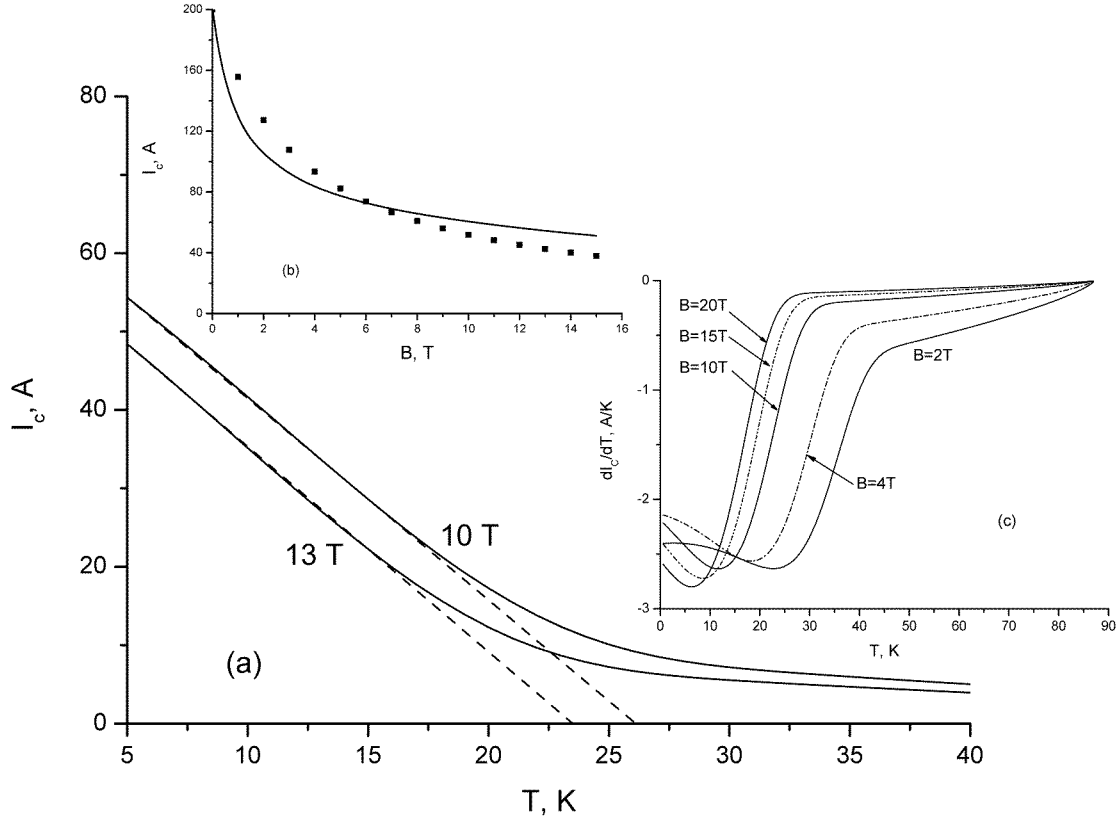 200
160
120
80
40
0
I_c, A
0 2 4 6 8 10 12 14 16
B, T
(b)
80
60
40
20
0
I_c, A
10 T
13 T
(a)
5 10 15 20 25 30 35 40
T, K
0
-1
-2
-3
dI_c/dT, A/K
B=20T
B=15T
B=10T
B=2T
B=4T
(c)
0 10 20 30 40 50 60 70 80 90
T, K